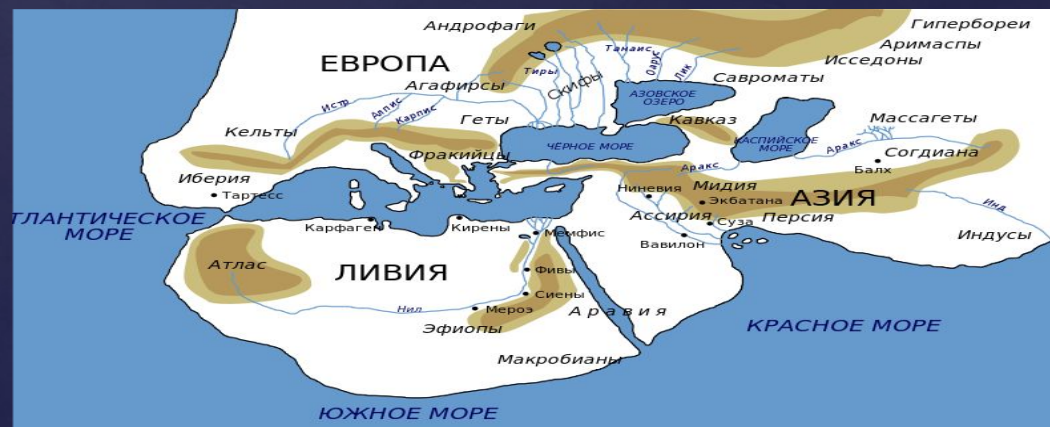 Андрофаги
Гипербореи
Аримаспы
Исседоны
Танаис
Оарус
Лик
ЕВРОПА
Тиры
Скифы
Савроматы
Агафирсы
АЗОВСКОЕ
ОЗЕРО
Истр
Алпис
Карпис
Геты
Кавказ
Массагеты
Кельты
ЧЁРНОЕ МОРЕ
КАСПИЙСКОЕ
МОРЕ
Аракс
Согдиана
Фракийцы
Аракс
Балх
Иберия
Тартесс
Ниневия
Мидия
Экбатана
АЗИЯ
Инд
ТЛАНТИЧЕСКОЕ
МОРЕ
Карфаген
Кирены
Мемфис
Ассирия
Суза
Персия
Вавилон
Индусы
Атлас
ЛИВИЯ
Фивы
Сиены
Нил
Мероэ
Аравия
Эфиопы
КРАСНОЕ МОРЕ
Макробианы
ЮЖНОЕ МОРЕ